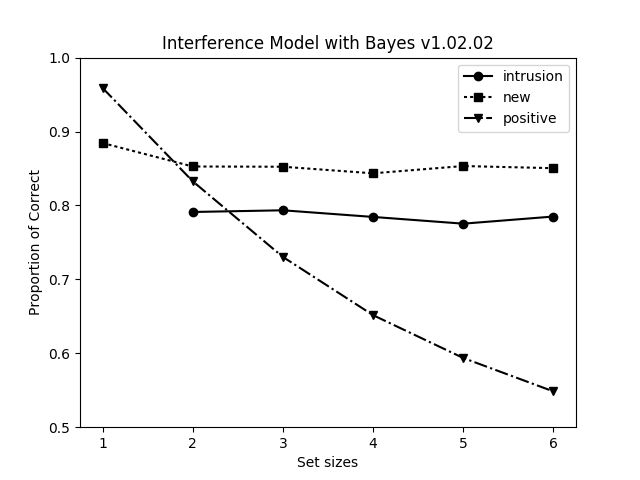 Interference Model with Bayes v1.02.02
intrusion
new
positive
1.0
0.9
0.8
0.7
0.6
0.5
Proportion of Correct
1 2 3 4 5 6
Set sizes